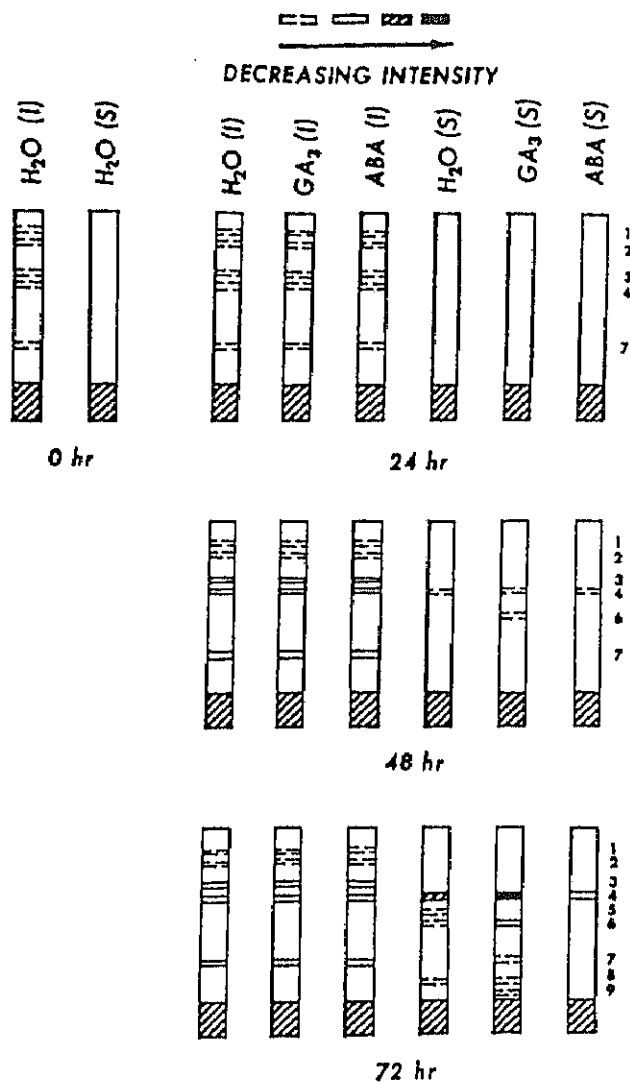 DECREASING INTENSITY
H₂O (I)
H₂O (S)
H₂O (I)
GA₃ (I)
ABA (I)
H₂O (S)
GA₃ (S)
ABA (S)
1
2
3
4
7
0 hr
24 hr
1
2
3
4
6
7
48 hr
1
2
3
4
5
6
7
8
9
72 hr